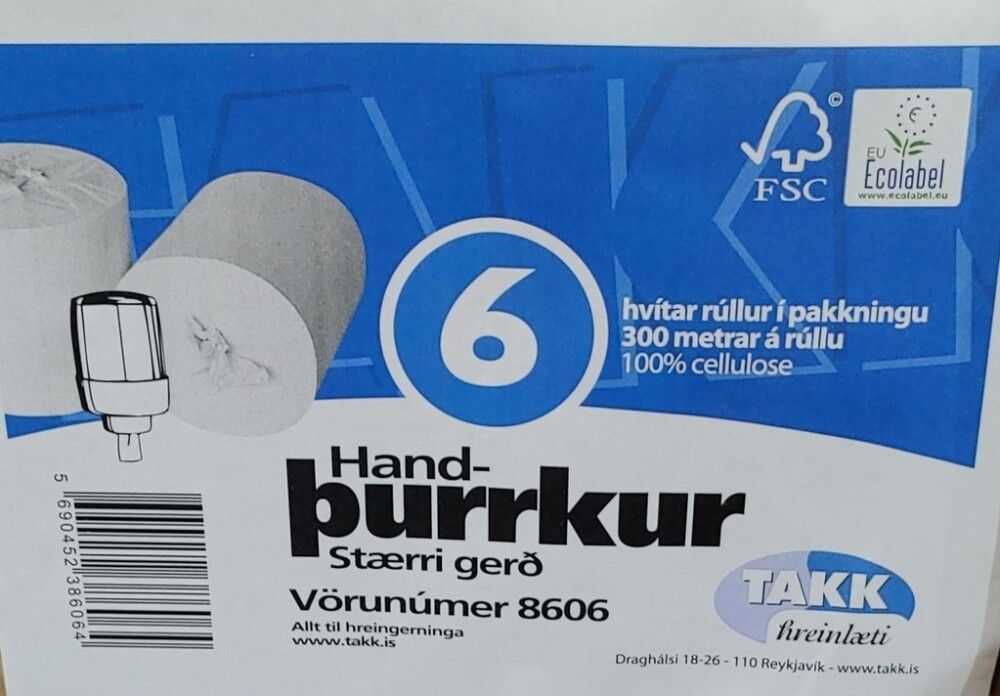 ©
FSC
EU
Ecolabel
www.ecolabel.eu
6
hvítar rúllur í pakkningu
300 metrar á rúllu
100% cellulose
Hand-
þurrkur
Stærri gerð
Vörunúmer 8606
Allt til hreingerninga
www.takk.is
5 690452 386064
TAKK
hreinlæti
Draghálsi 18-26 - 110 Reykjavík - www.takk.is